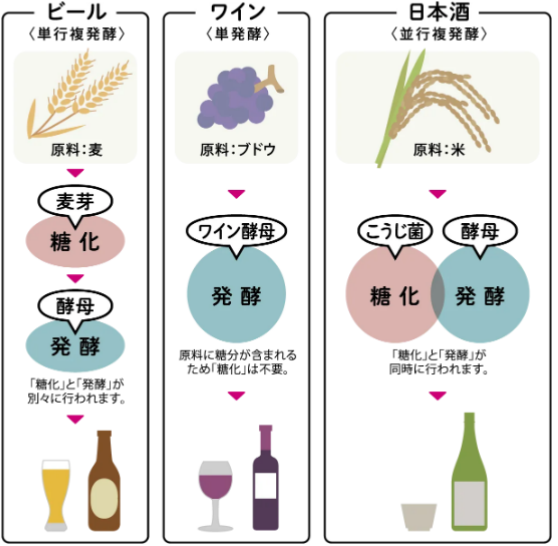 ビール
〈単行複発酵〉
原料：麦
麦芽
糖化
酵母
発酵
「糖化」と「発酵」が
別々に行われます。
ワイン
〈単発酵〉
原料：ブドウ
ワイン酵母
発酵
原料に糖分が含まれる
ため「糖化」は不要。
日本酒
〈並行複発酵〉
原料：米
こうじ菌
酵母
糖化
発酵
「糖化」と「発酵」が
同時に行われます。